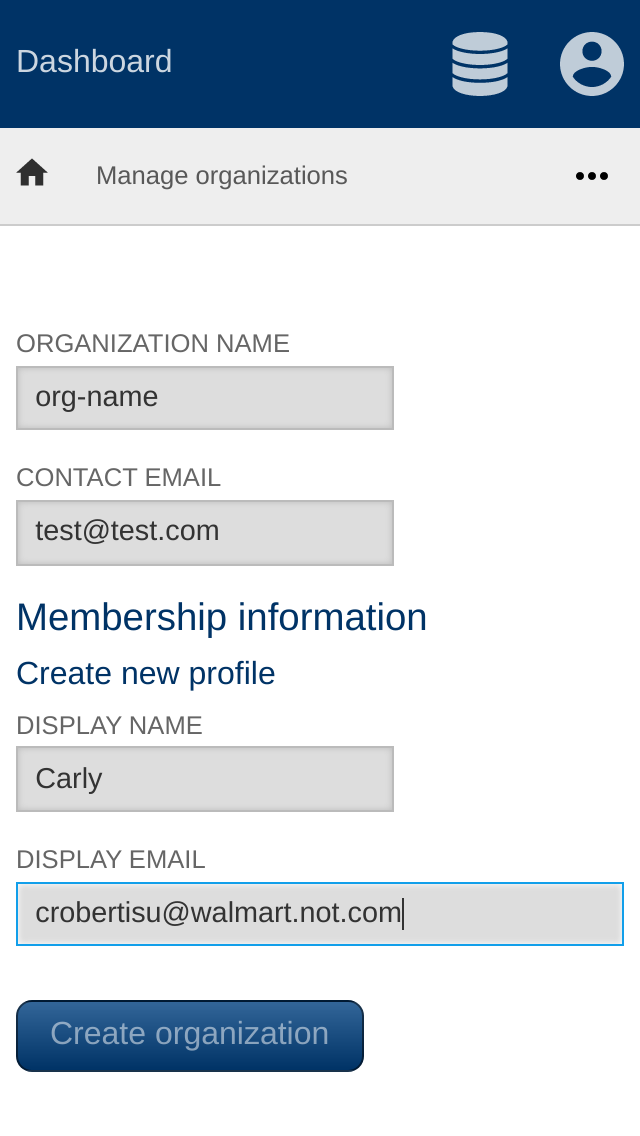 Dashboard
Manage organizations
ORGANIZATION NAME
org-name
CONTACT EMAIL
test@test.com
Membership information
Create new profile
DISPLAY NAME
Carly
DISPLAY EMAIL
crobertisu@walmart.not.com
Create organization